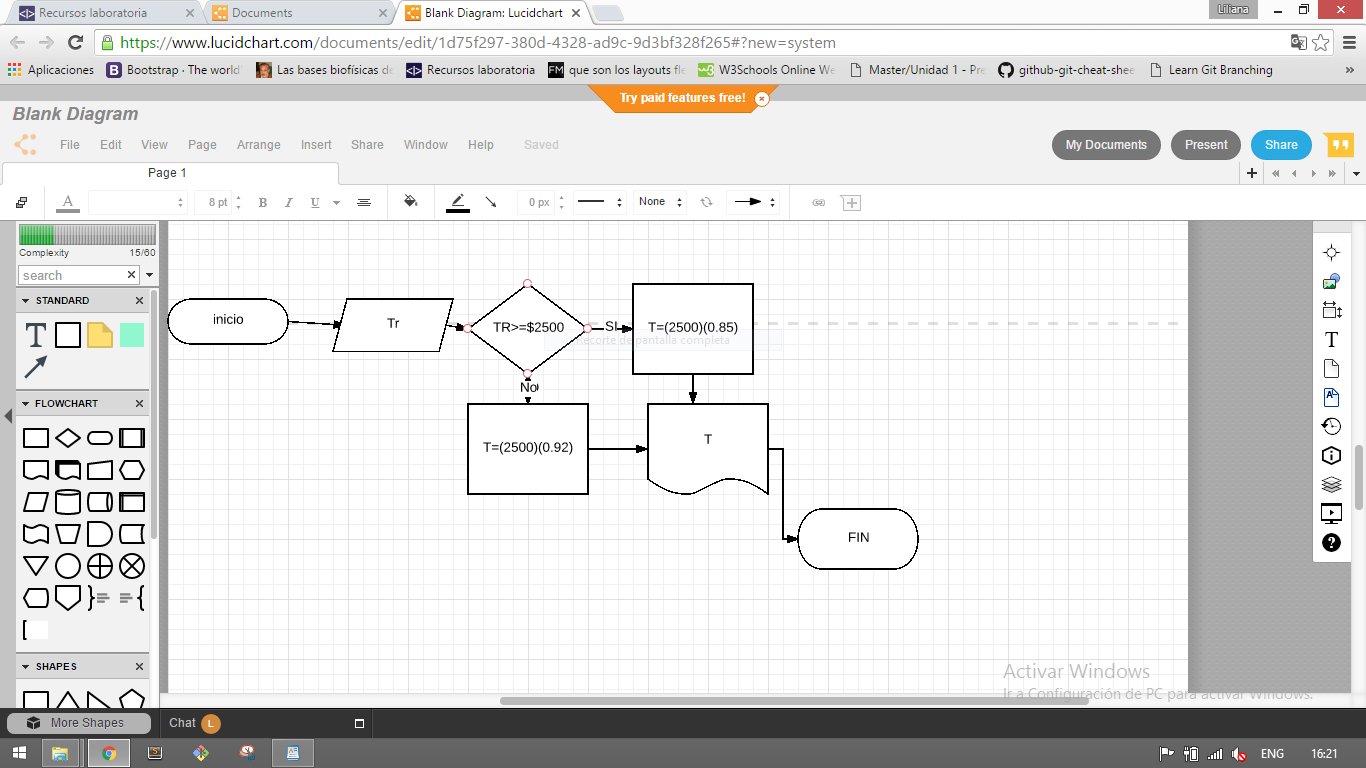 Recursos laboratoria
Documents
Blank Diagram: Lucidchart
Liliana
https://www.lucidchart.com/documents/edit/1d75f297-380d-4328-ad9c-9d3bf328f265#?new=system
Aplicaciones
Bootstrap · The world
Las bases biofísicas de
Recursos laboratoria
FM que son los layouts fle
W3Schools Online We
Master/Unidad 1 - Pre
github-git-cheat-shee
Learn Git Branching
»
Try paid features free!
Blank Diagram
File Edit View Page Arrange Insert Share Window Help Saved
My Documents Present Share
Page 1
A 8 pt B I U 0 px None
Complexity 15/60
search
STANDARD
T
FLOWCHART
SHAPES
inicio
Tr
TR>=$2500
SI
T=(2500)(0.85)
Recorte de pantalla completa
No
T=(2500)(0.92)
T
FIN
Activar Windows
Ir a Configuración de PC para activar Windows.
More Shapes
Chat L
ENG 16:21